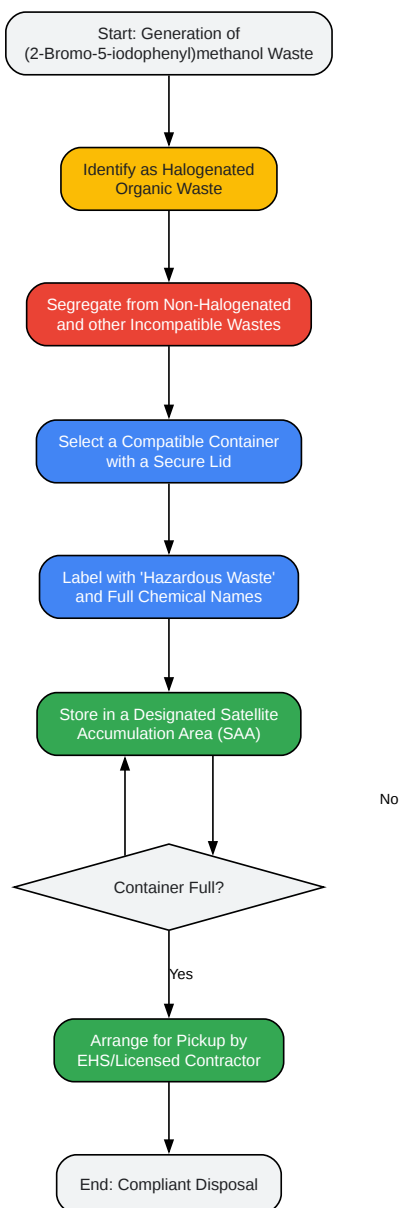 Start: Generation of
(2-Bromo-5-iodophenyl)methanol Waste
Identify as Halogenated
Organic Waste
Segregate from Non-Halogenated
and other Incompatible Wastes
Select a Compatible Container
with a Secure Lid
Label with 'Hazardous Waste'
and Full Chemical Names
Store in a Designated Satellite
Accumulation Area (SAA)
No
Container Full?
Yes
Arrange for Pickup by
EHS/Licensed Contractor
End: Compliant Disposal